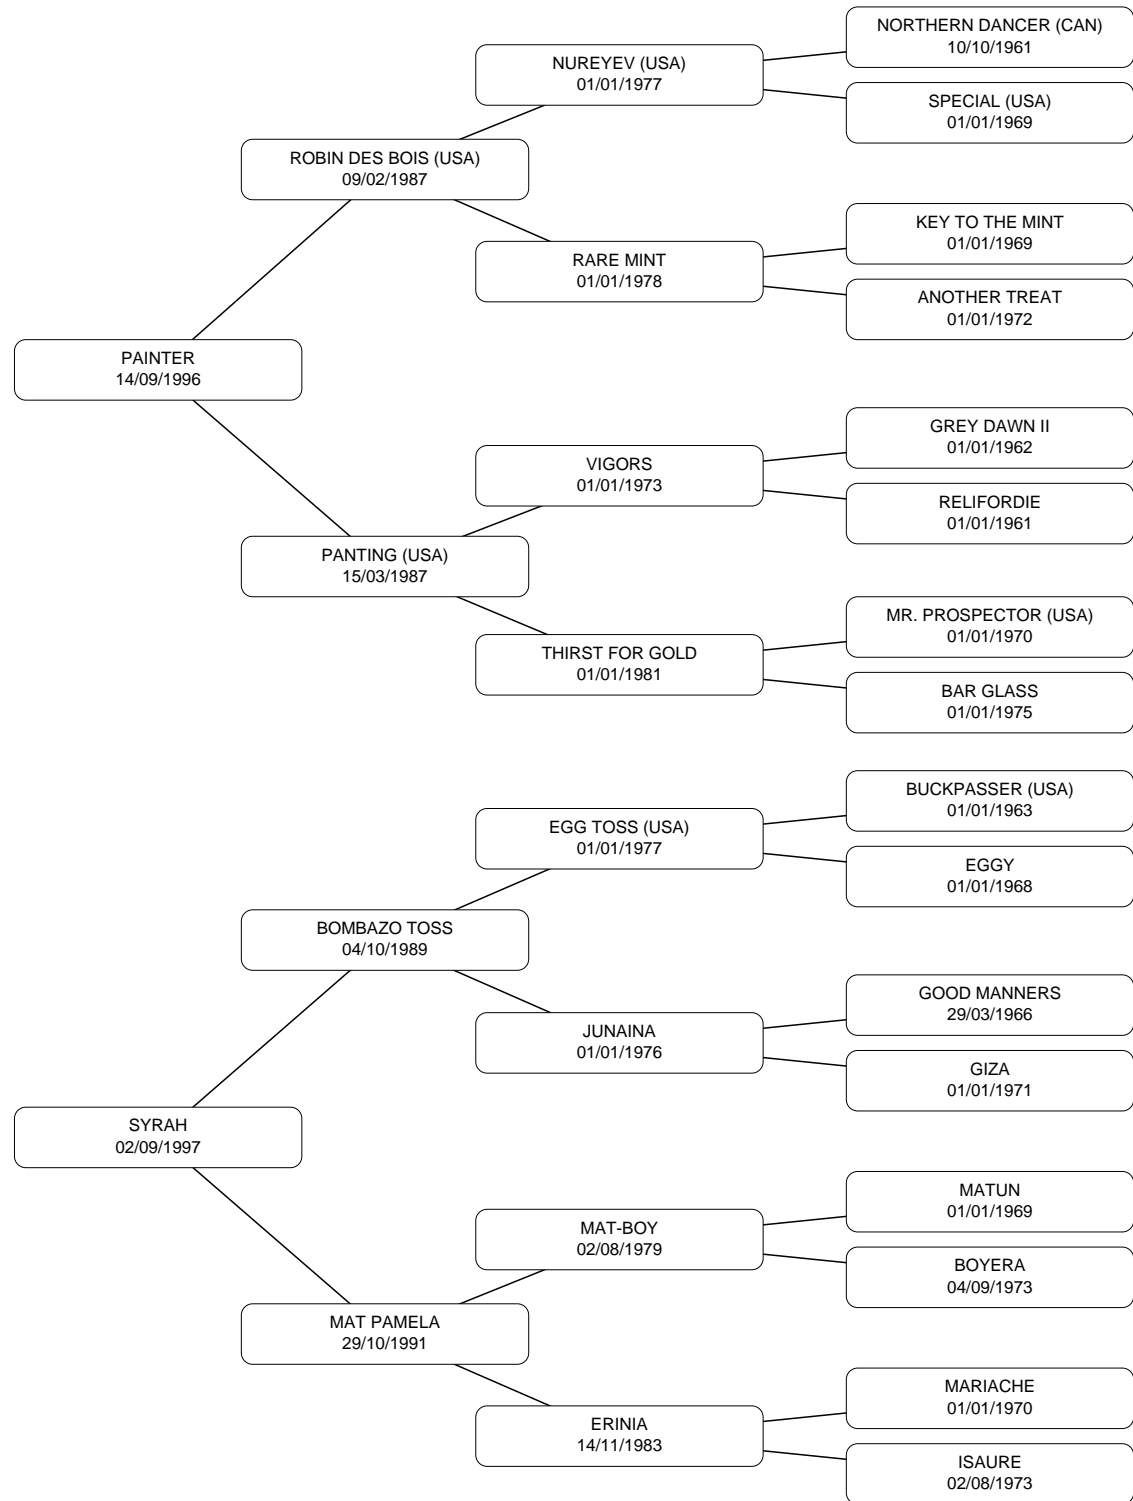 NORTHERN DANCER (CAN)
10/10/1961
NUREYEV (USA)
01/01/1977
SPECIAL (USA)
01/01/1969
ROBIN DES BOIS (USA)
09/02/1987
KEY TO THE MINT
01/01/1969
RARE MINT
01/01/1978
ANOTHER TREAT
01/01/1972
PAINTER
14/09/1996
GREY DAWN II
01/01/1962
VIGORS
01/01/1973
RELIFORDIE
01/01/1961
PANTING (USA)
15/03/1987
MR. PROSPECTOR (USA)
01/01/1970
THIRST FOR GOLD
01/01/1981
BAR GLASS
01/01/1975
BUCKPASSER (USA)
01/01/1963
EGG TOSS (USA)
01/01/1977
EGGY
01/01/1968
BOMBAZO TOSS
04/10/1989
GOOD MANNERS
29/03/1966
JUNAINA
01/01/1976
GIZA
01/01/1971
SYRAH
02/09/1997
MATUN
01/01/1969
MAT-BOY
02/08/1979
BOYERA
04/09/1973
MAT PAMELA
29/10/1991
MARIACHE
01/01/1970
ERINIA
14/11/1983
ISAURE
02/08/1973